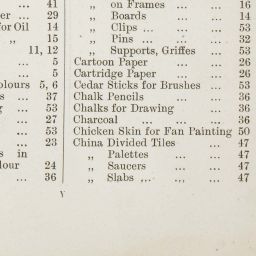 ... 41
er ... 29
for Oil 14
„ 15
11, 12
... 5
... 5
olours 5, 6
s ... 37
g ... 53
... 27
... 53
... 23
s in
lour 24
... 36
„ on Frames ... ... 16
„ Boards ... ... 14
„ Clips ... ... ... 53
„ Pins ... ... ... 32
„ Supports, Griffes ... 53
Cartoon Paper ... ... 26
Cartridge Paper ... ... 26
Cedar Sticks for Brushes ... 53
Chalk Pencils ... ... 36
Chalks for Drawing ... 36
Charcoal ... ... ... 36
Chicken Skin for Fan Painting 50
China Divided Tiles ... 47
„ Palettes ... ... 47
„ Saucers ... ... 47
„ Slabs ... ... ... 47
V